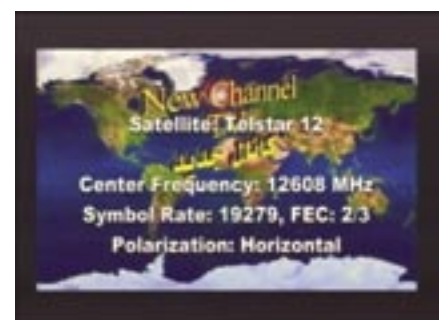 New Channel
Satellite: Telstar 12
Center Frequency: 12608 MHz
Symbol Rate: 19279, FEC: 2/3
Polarization: Horizontal